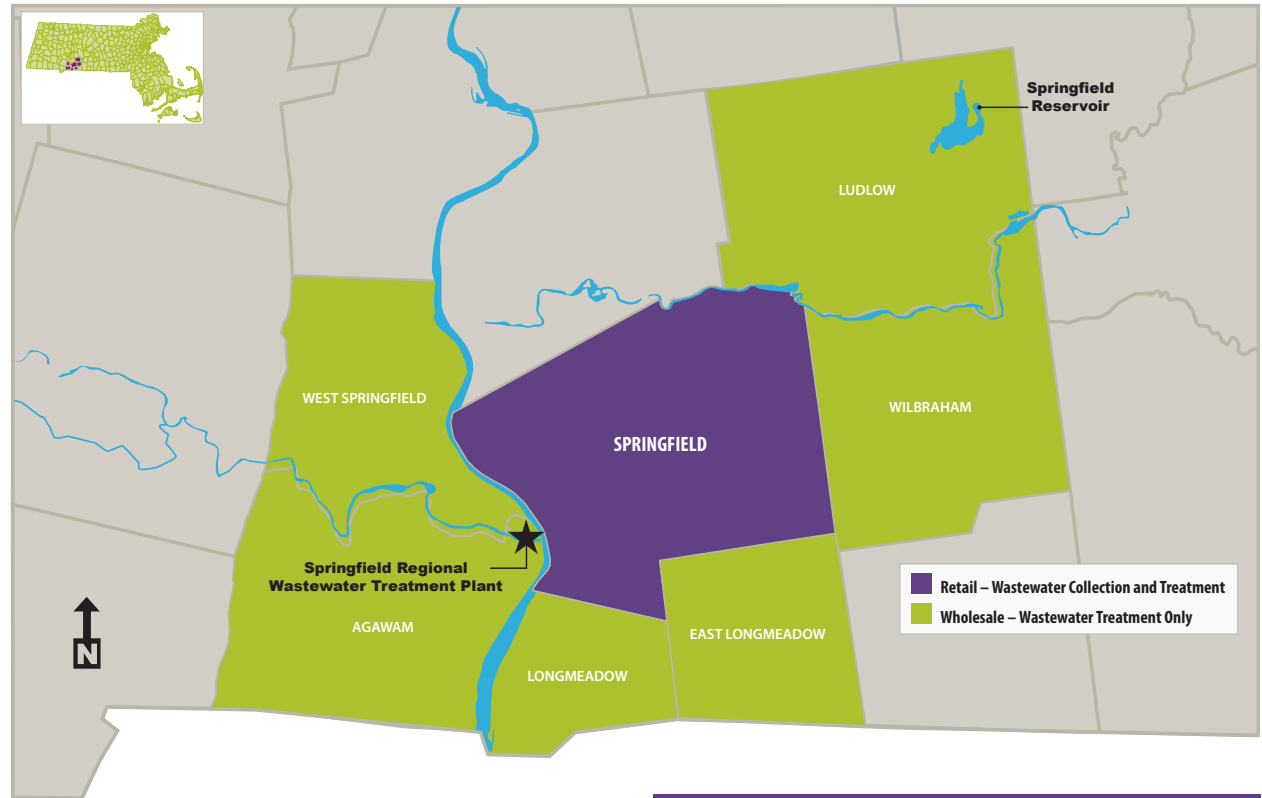 Springfield
Reservoir
LUDLOW
WEST SPRINGFIELD
WILBRAHAM
SPRINGFIELD
Springfield Regional
Wastewater Treatment Plant
Retail – Wastewater Collection and Treatment
Wholesale – Wastewater Treatment Only
AGAWAM
EAST LONGMEADOW
N
LONGMEADOW